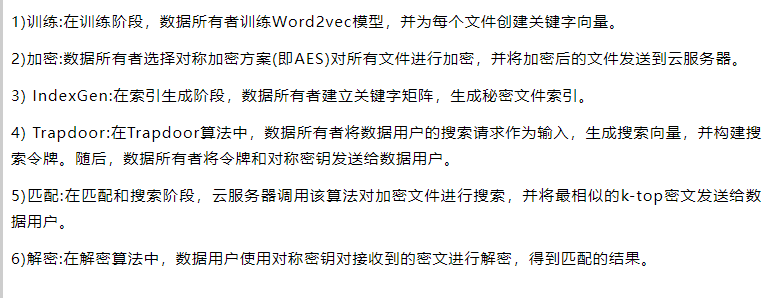 1)训练:在训练阶段，数据所有者训练Word2vec模型，并为每个文件创建关键字向量。
2)加密:数据所有者选择对称加密方案(即AES)对所有文件进行加密，并将加密后的文件发送到云服务器。
3) IndexGen:在索引生成阶段，数据所有者建立关键字矩阵，生成秘密文件索引。
4) Trapdoor:在Trapdoor算法中，数据所有者将数据用户的搜索请求作为输入，生成搜索向量，并构建搜
索令牌。随后，数据所有者将令牌和对称密钥发送给数据用户。
5)匹配:在匹配和搜索阶段，云服务器调用该算法对加密文件进行搜索，并将最相似的k-top密文发送给数
据用户。
6)解密:在解密算法中，数据用户使用对称密钥对接收到的密文进行解密，得到匹配的结果。